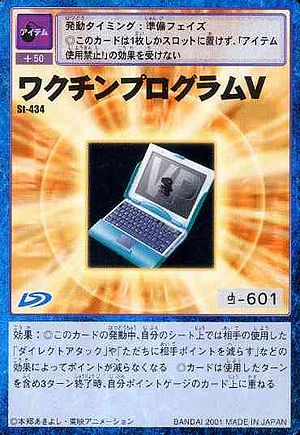 アイテム
+50
発動タイミング：準備フェイズ
◎このカードは1枚しかスロットに置けず、「アイテム
使用禁止!」の効果を受けない
ワクチンプログラムV
St-434
-601
効果：◎このカードの発動中、自分のシート上では相手の使用した
「ダイレクトアタック」や「ただちに相手ポイントを減らす」などの
効果によってポイントが減らなくなる　◎カードは使用したターン
を含め3ターン終了時、自分ポイントゲージのカード上に重ねる
©本郷あきよし・東映アニメーション
BANDAI 2001 MADE IN JAPAN